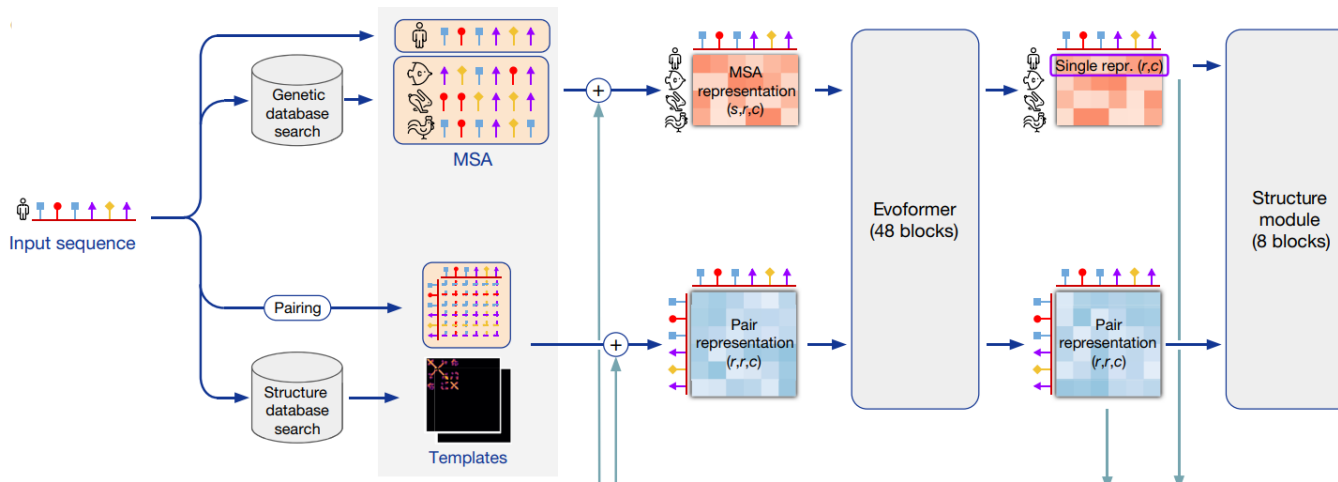 Genetic
database
search
MSA
Input sequence
Pairing
Structure
database
search
Templates
+
+
MSA
representation
(s,r,c)
Pair
representation
(r,r,c)
Evoformer
(48 blocks)
Single repr. (r,c)
Pair
representation
(r,r,c)
Structure
module
(8 blocks)